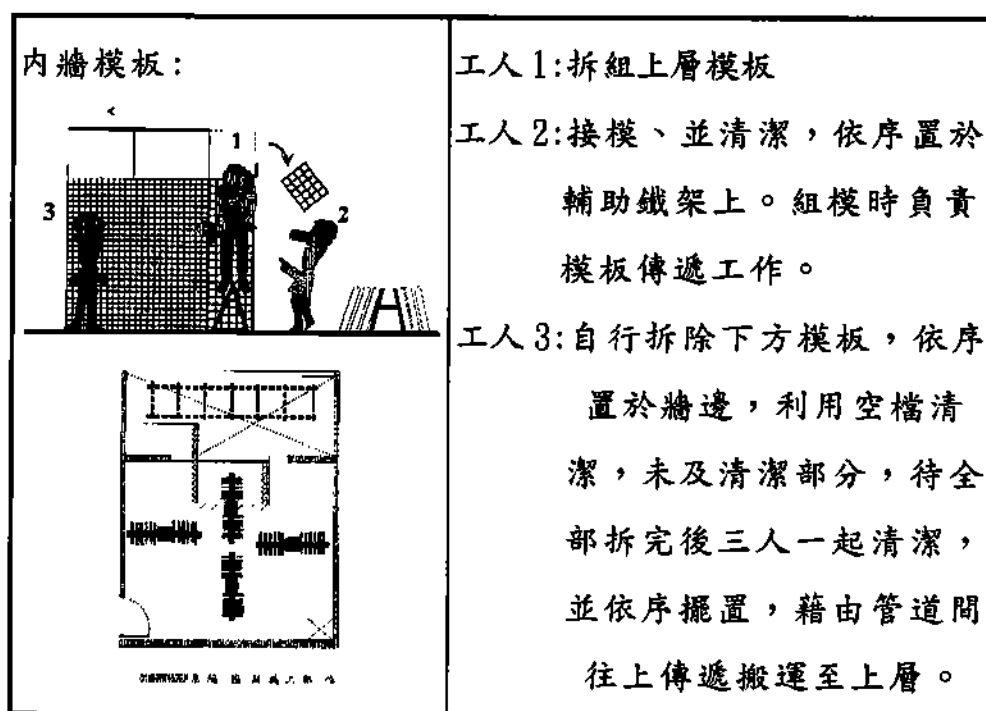 內牆模板:
1
2
3
工人1:拆組上層模板
工人2:接模、並清潔,依序置於
輔助鐵架上。組模時負責
模板傳遞工作。
工人3:自行拆除下方模板,依序
置於牆邊,利用空檔清
潔,未及清潔部分,待全
部拆完後三人一起清潔,
並依序擺置,藉由管道間
往上傳遞搬運至上層。